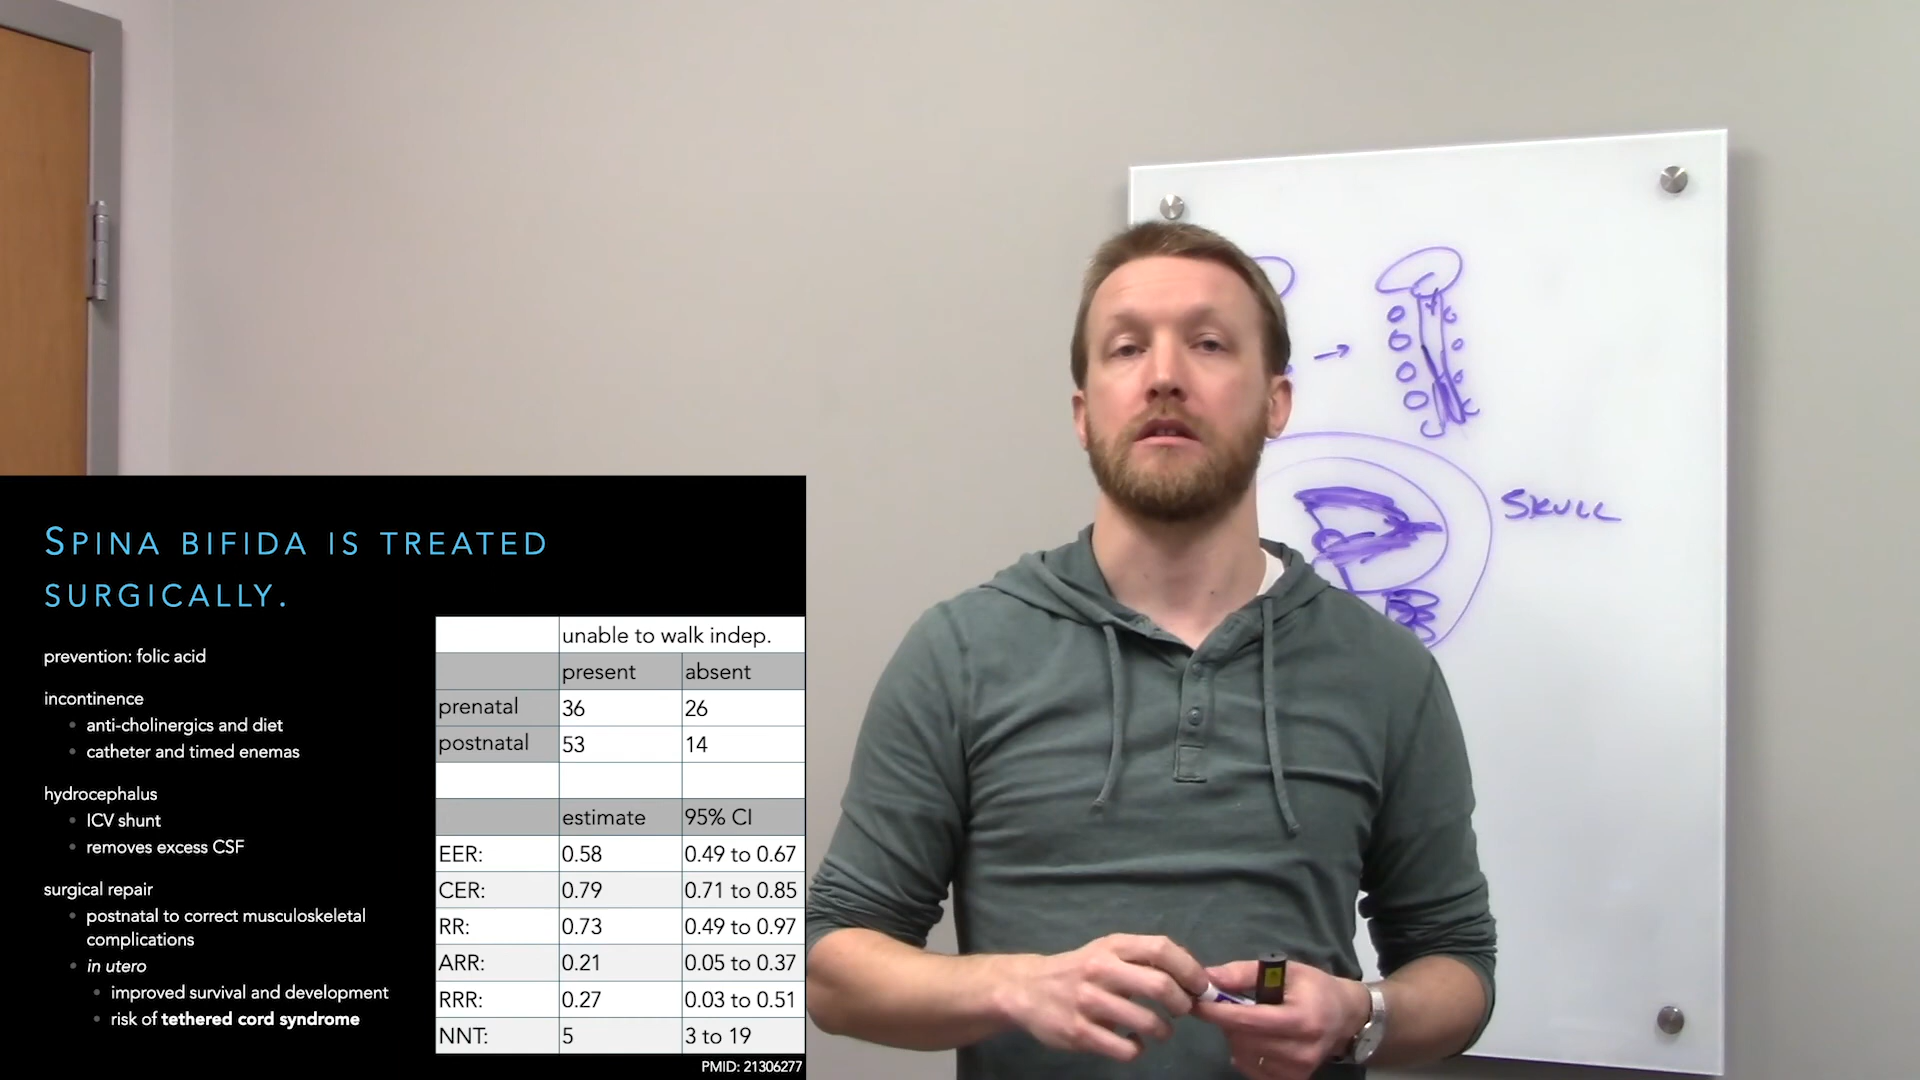 SPINA BIFIDA IS TREATED
SURGICALLY.
prevention: folic acid
incontinence
• anti-cholinergics and diet
• catheter and timed enemas
hydrocephalus
• ICV shunt
• removes excess CSF
surgical repair
• postnatal to correct musculoskeletal
complications
• in utero
• improved survival and development
• risk of tethered cord syndrome
unable to walk indep.
present absent
prenatal 36 26
postnatal 53 14
estimate 95% CI
EER: 0.58 0.49 to 0.67
CER: 0.79 0.71 to 0.85
RR: 0.73 0.49 to 0.97
ARR: 0.21 0.05 to 0.37
RRR: 0.27 0.03 to 0.51
NNT: 5 3 to 19
PMID: 21306277
SKULL